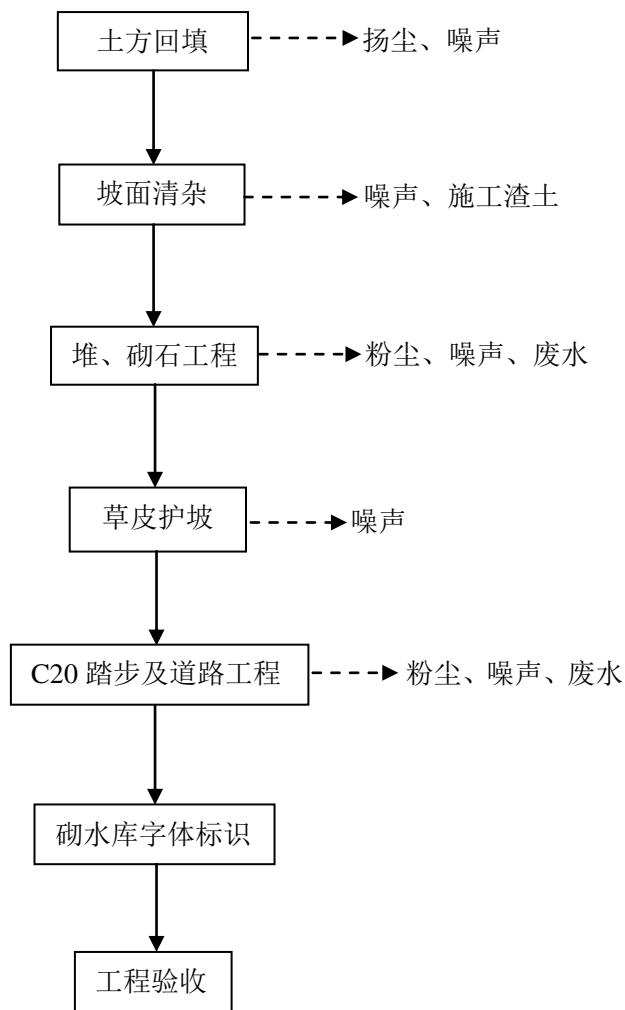 土方回填
扬尘、噪声
坡面清杂
噪声、施工渣土
堆、砌石工程
粉尘、噪声、废水
草皮护坡
噪声
C20 踏步及道路工程
粉尘、噪声、废水
砌水库字体标识
工程验收